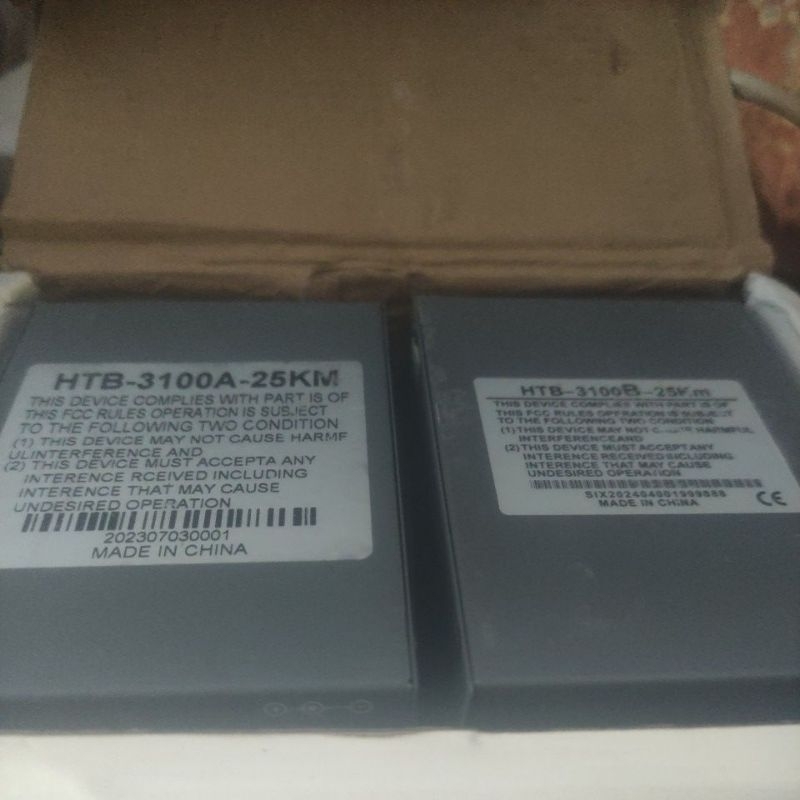 HTB-3100A-25KM
THIS DEVICE COMPLIES WITH PART IS OF
THIS FCC RULES OPERATION IS SUBJECT
TO THE FOLLOWING TWO CONDITION
(1) THIS DEVICE MAY NOT CAUSE HARMF
ULINTERFERENCE AND
(2) THIS DEVICE MUST ACCEPTA ANY
INTERENCE RCEIVED INCLUDING
INTERENCE THAT MAY CAUSE
UNDESIRED OPERATION
202307030001
MADE IN CHINA
HTB-3100B-25Km
THIS DEVICE COMPLIES WITH PART IS OF
THIS FCC RULES OPERATION IS SUBJECT
TO THE FOLLOWING TWO CONDITION
(1) THIS DEVICE MAY NOT HARMFUL
INTERFERENCEAND
(2) THIS DEVICE MUST ACCEPTANY
INTERENCE RECEIVED INCLUDING
INTERENCE THAT MAY CAUSE
UNDESIRED OPERATION
SIX202404001999888
MADE IN CHINA
CE